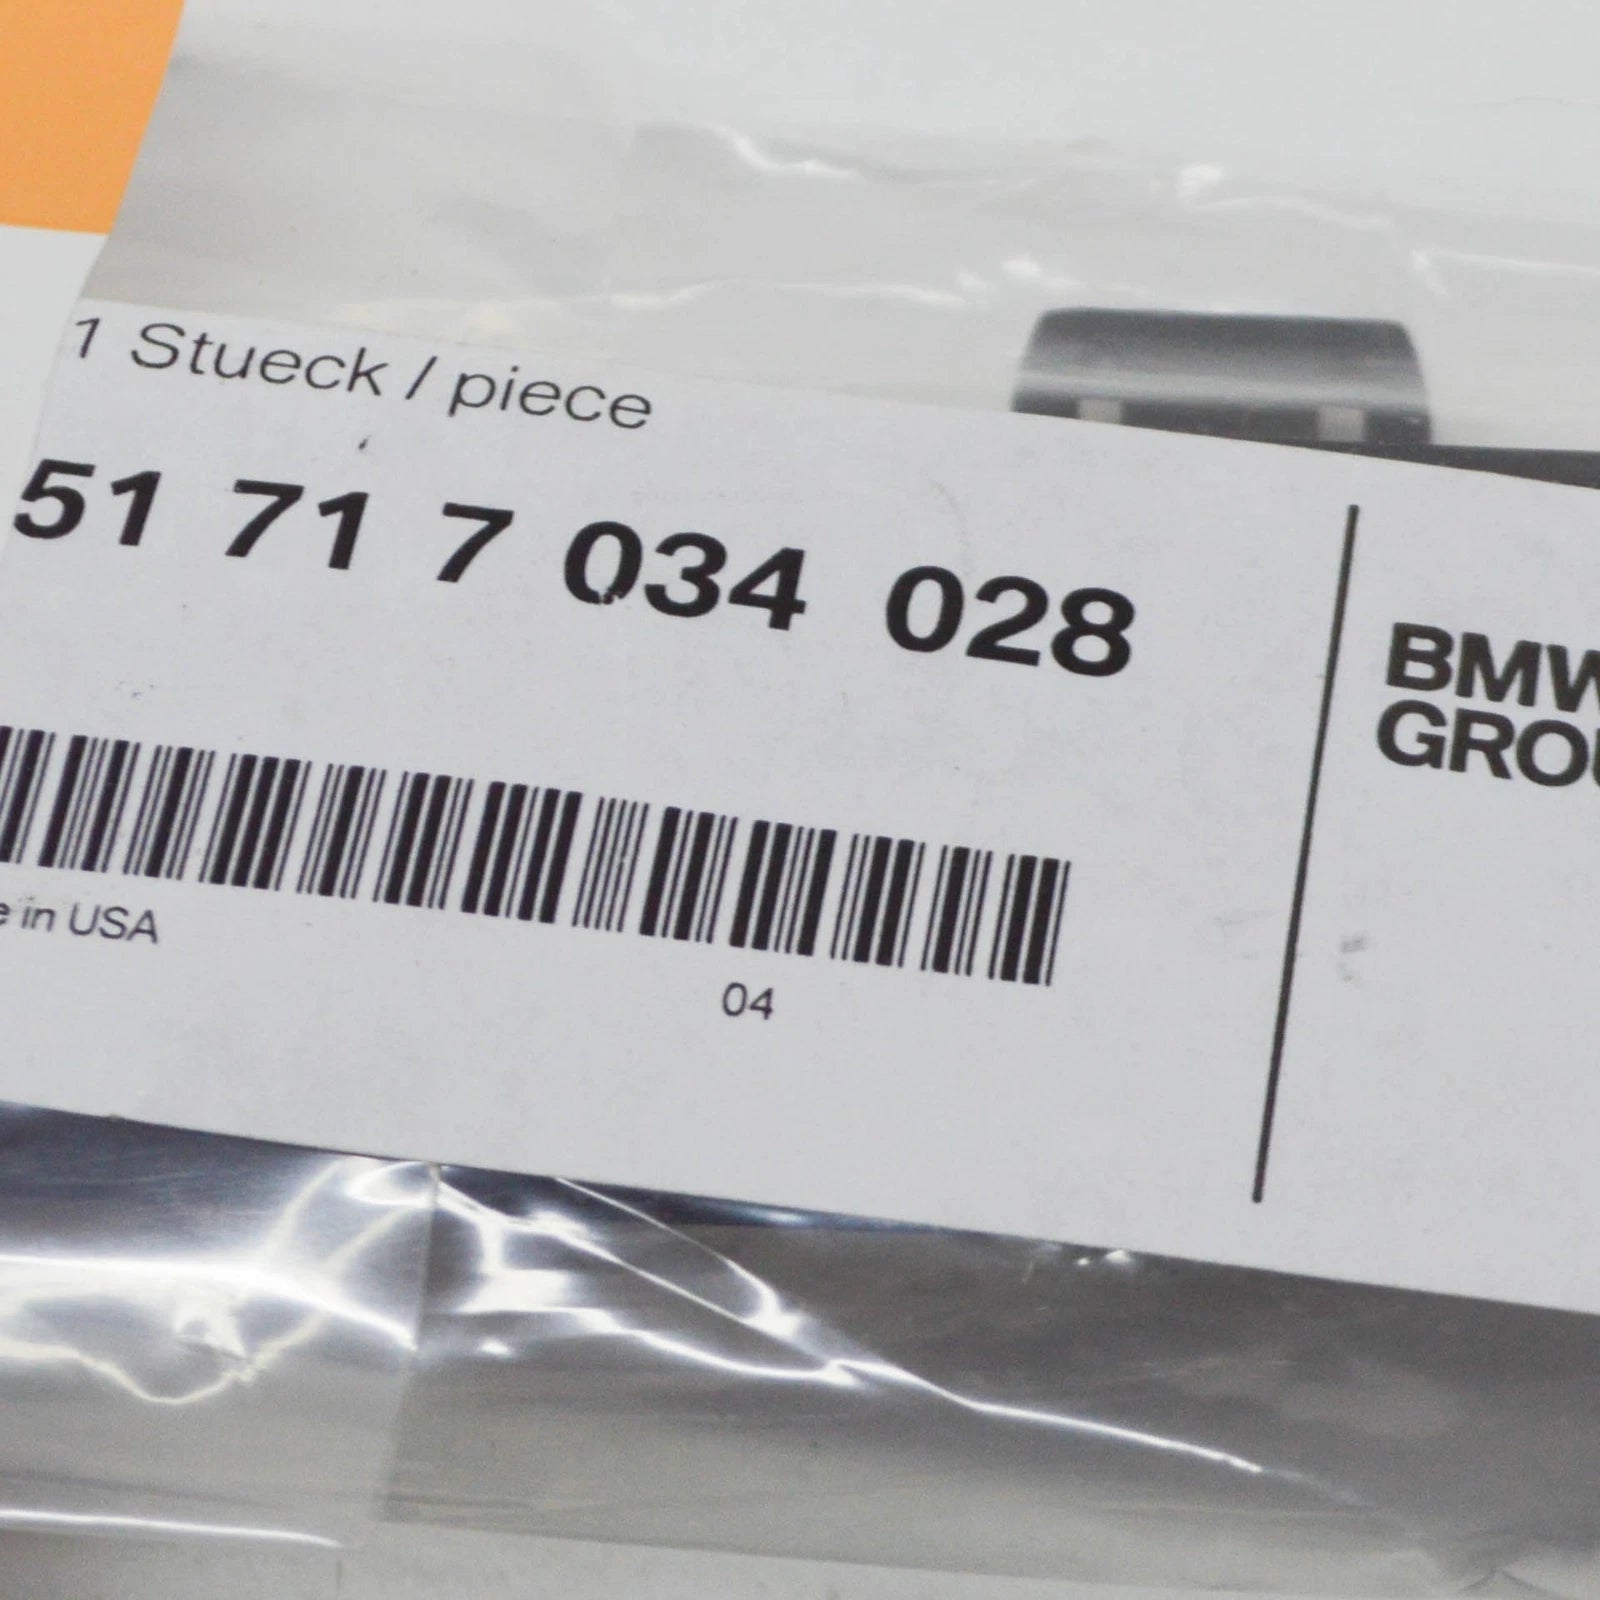 1 Stueck / piece
51 71 7 034 028
e in USA
04
BMW
GROU